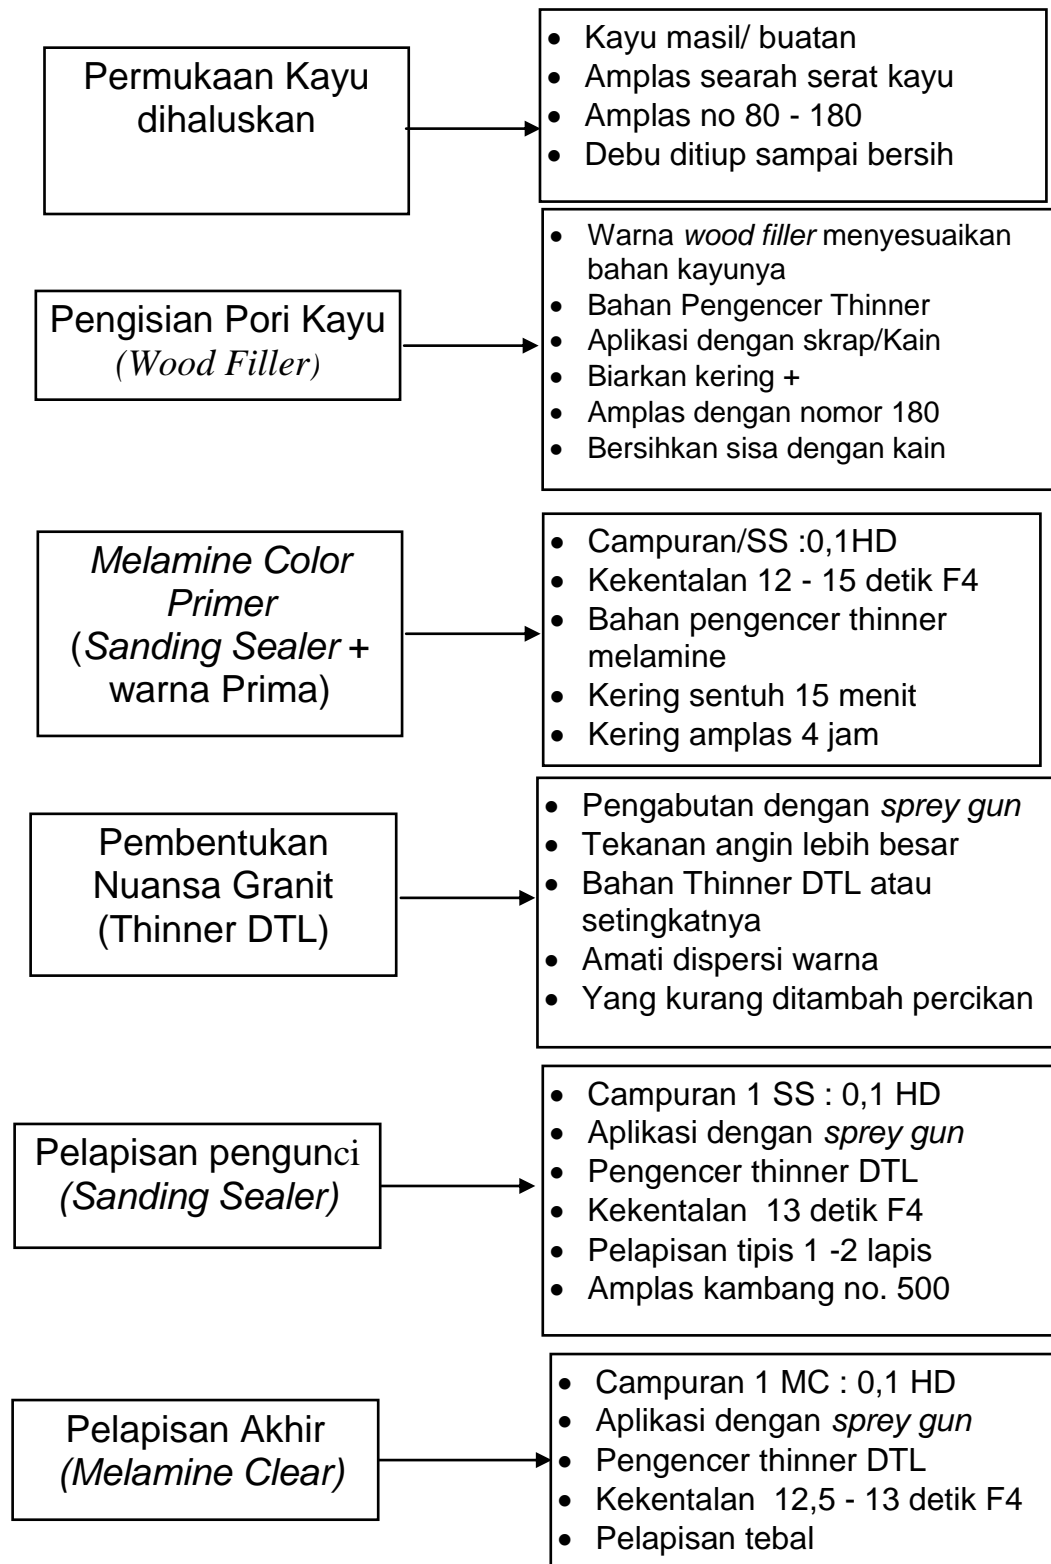 Permukaan Kayu
dihaluskan
• Kayu masil/ buatan
• Amplas searah serat kayu
• Amplas no 80 - 180
• Debu ditiup sampai bersih
Pengisian Pori Kayu
(Wood Filler)
• Warna wood filler menyesuaikan
bahan kayunya
• Bahan Pengencer Thinner
• Aplikasi dengan skrap/Kain
• Biarkan kering +
• Amplas dengan nomor 180
• Bersihkan sisa dengan kain
Melamine Color
Primer
(Sanding Sealer +
warna Prima)
• Campuran/SS :0,1HD
• Kekentalan 12 - 15 detik F4
• Bahan pengencer thinner
melamine
• Kering sentuh 15 menit
• Kering amplas 4 jam
Pembentukan
Nuansa Granit
(Thinner DTL)
• Pengabutan dengan sprey gun
• Tekanan angin lebih besar
• Bahan Thinner DTL atau
setingkatnya
• Amati dispersi warna
• Yang kurang ditambah percikan
Pelapisan pengunci
(Sanding Sealer)
• Campuran 1 SS : 0,1 HD
• Aplikasi dengan sprey gun
• Pengencer thinner DTL
• Kekentalan 13 detik F4
• Pelapisan tipis 1 -2 lapis
• Amplas kambang no. 500
Pelapisan Akhir
(Melamine Clear)
• Campuran 1 MC : 0,1 HD
• Aplikasi dengan sprey gun
• Pengencer thinner DTL
• Kekentalan 12,5 - 13 detik F4
• Pelapisan tebal